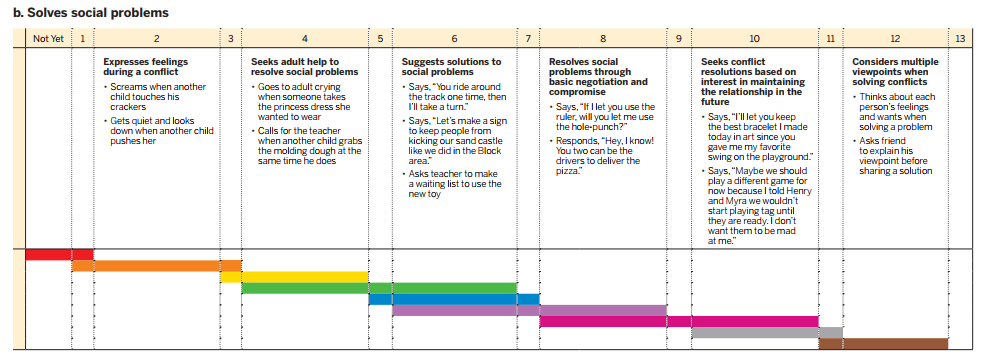 b. Solves social problems
Not Yet 1 2 3 4 5 6 7 8 9 10 11 12 13
Expresses feelings
during a conflict
• Screams when another
child touches his
crackers
• Gets quiet and looks
down when another child
pushes her
Seeks adult help to
resolve social problems
• Goes to adult crying
when someone takes
the princess dress she
wanted to wear
• Calls for the teacher
when another child grabs
the molding dough at the
same time he does
Suggests solutions to
social problems
• Says, “You ride around
the track one time, then
I’ll take a turn.”
• Says, “Let’s make a sign
to keep people from
kicking our sand castle
like we did in the Block
area.”
• Asks teacher to make
a waiting list to use the
new toy
Resolves social
problems through
basic negotiation and
compromise
• Says, “If I let you use the
ruler, will you let me use
the hole-punch?”
• Responds, “Hey, I know!
You two can be the
drivers to deliver the
pizza.”
Seeks conflict
resolutions based on
interest in maintaining
the relationship in the
future
• Says, “I’ll let you keep
the best bracelet I made
today in art since you
gave me my favorite
swing on the playground.”
• Says, “Maybe we should
play a different game for
now because I told Henry
and Myra we wouldn’t
start playing tag until
they are ready. I don’t
want them to be mad
at me.”
Considers multiple
viewpoints when
solving conflicts
• Thinks about each
person’s feelings
and wants when
solving a problem
• Asks friend
to explain his
viewpoint before
sharing a solution